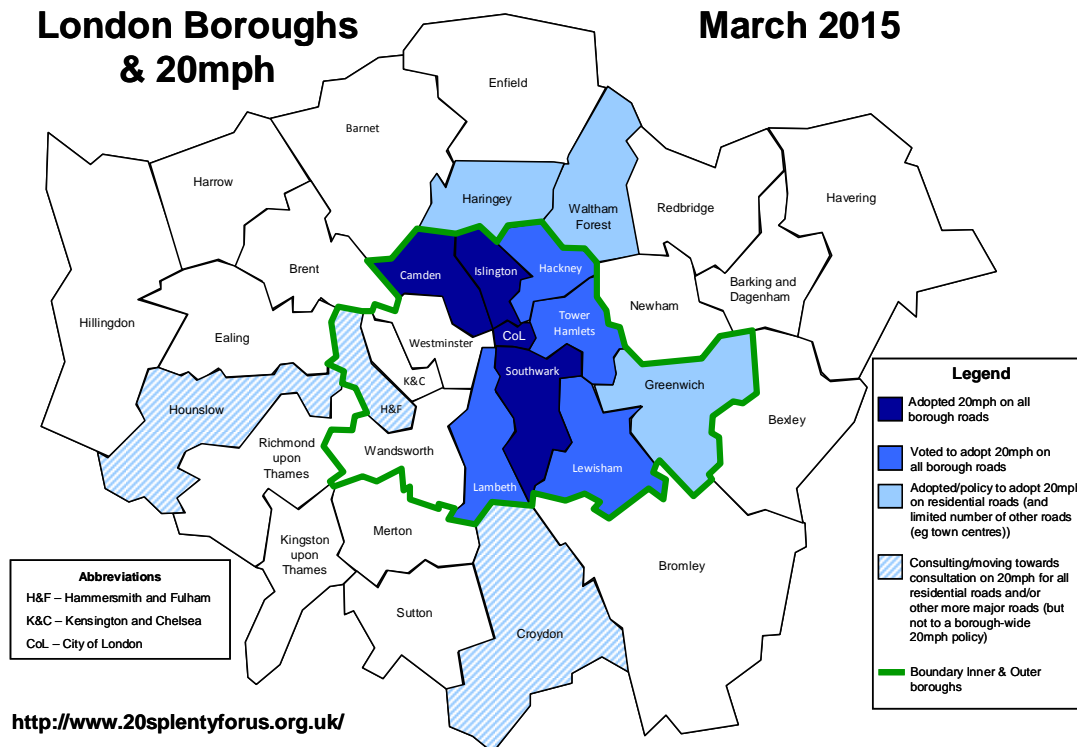 London Boroughs
& 20mph
March 2015
Enfield
Barnet
Harrow
Haringey
Waltham
Forest
Redbridge
Havering
Brent
Camden
Islington
Hackney
Barking and
Dagenham
Newham
Hillingdon
Ealing
Tower
Hamlets
CoL
Westminster
Southwark
K&C
Greenwich
H&F
Hounslow
Bexley
Richmond
upon
Thames
Wandsworth
Lewisham
Lambeth
Merton
Kingston
upon
Thames
Bromley
Sutton
Croydon
Legend
Adopted 20mph on all
borough roads
Voted to adopt 20mph on
all borough roads
Adopted/policy to adopt 20mph
on residential roads (and
limited number of other roads
(eg town centres))
Consulting/moving towards
consultation on 20mph for all
residential roads and/or
other more major roads (but
not to a borough-wide
20mph policy)
Boundary Inner & Outer
boroughs
Abbreviations
H&F – Hammersmith and Fulham
K&C – Kensington and Chelsea
CoL – City of London
http://www.20splentyforus.org.uk/